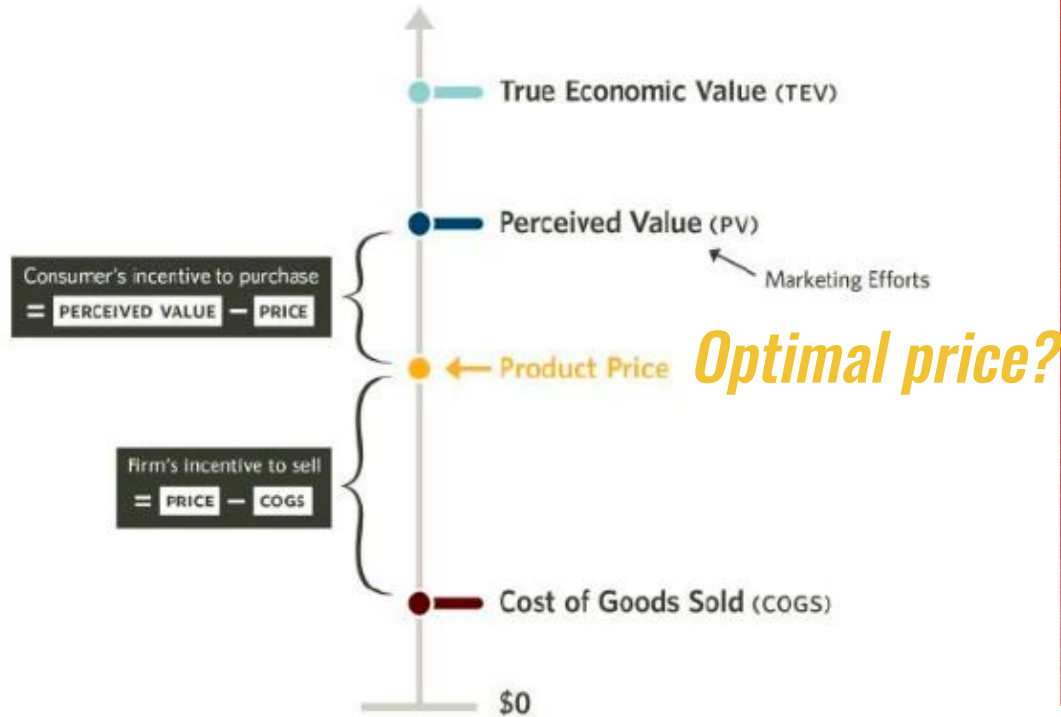 True Economic Value (TEV)
Perceived Value (PV)
Marketing Efforts
Consumer's incentive to purchase
= PERCEIVED VALUE − PRICE
Product Price
Optimal price?
Firm's incentive to sell
= PRICE − COGS
Cost of Goods Sold (COGS)
$0